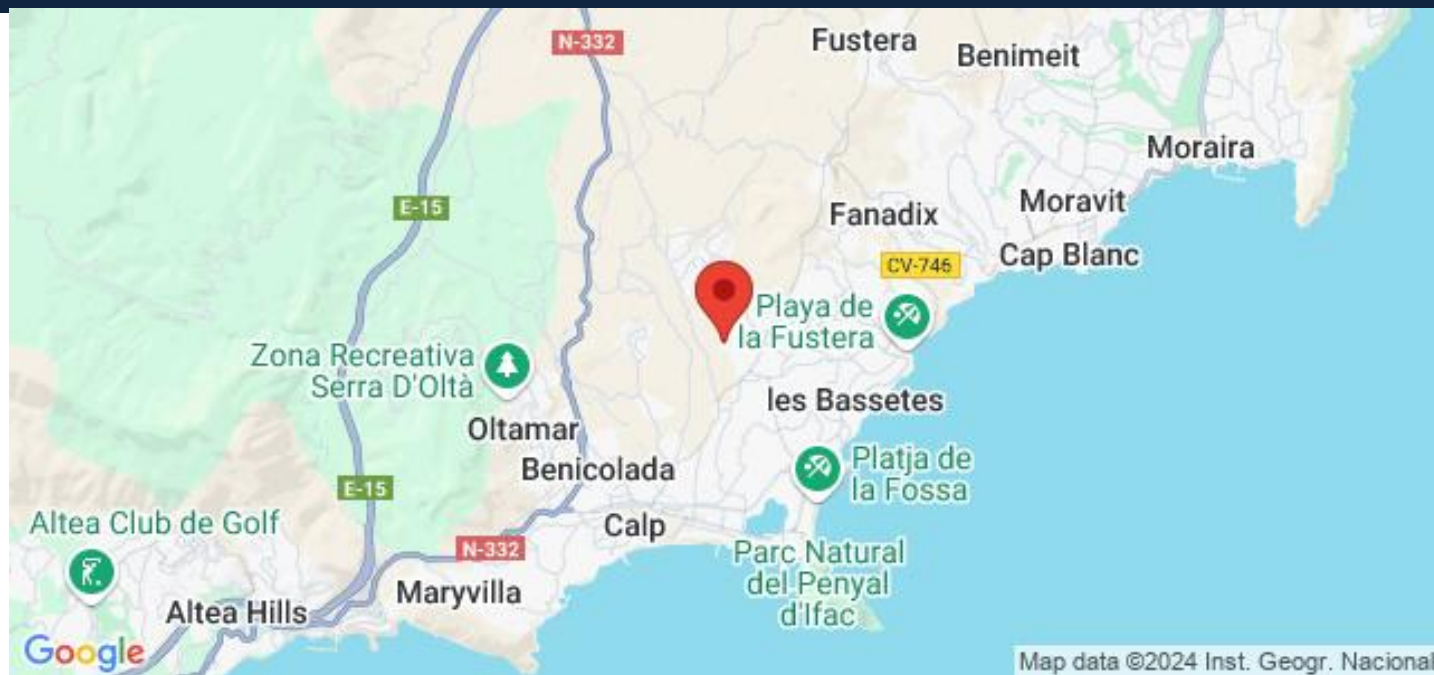 N-332
Fustera
Benimeit
Moraira
E-15
Fanadix
Moravit
CV-746
Cap Blanc
Playa de
la Fustera
Zona Recreativa
Serra D'Oltà
les Bassetes
Oltamar
Benicolada
Platja de
la Fossa
E-15
Altea Club de Golf
Calp
N-332
Parc Natural
del Penyal
d'Ifac
Maryvilla
Altea Hills
Google
Map data ©2024 Inst. Geogr. Nacional